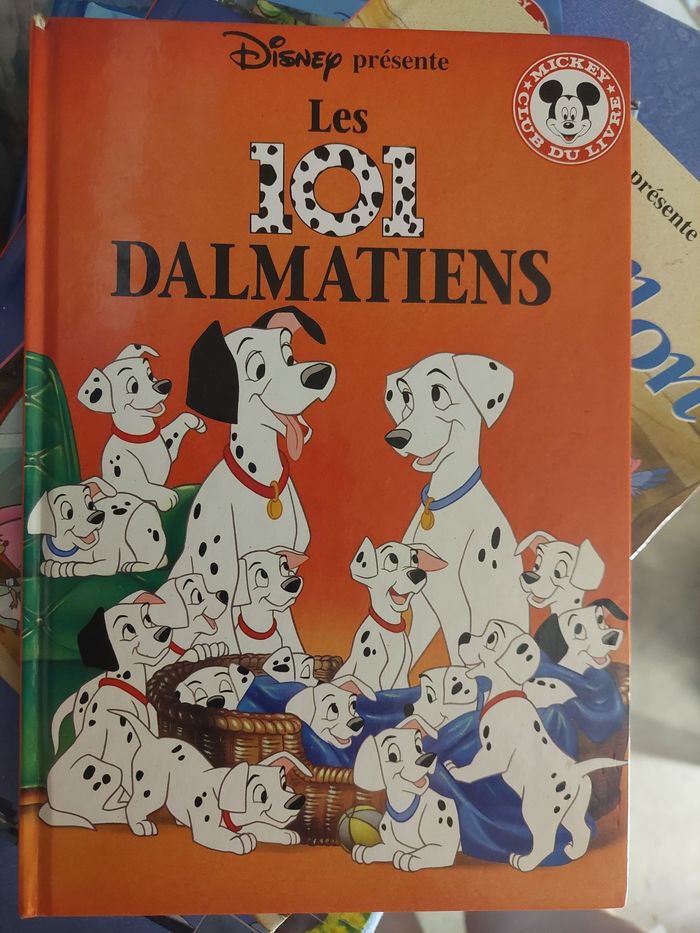 Disney présente
Les
101
DALMATIENS
MICKEY
CLUB DU LIVRE
présente